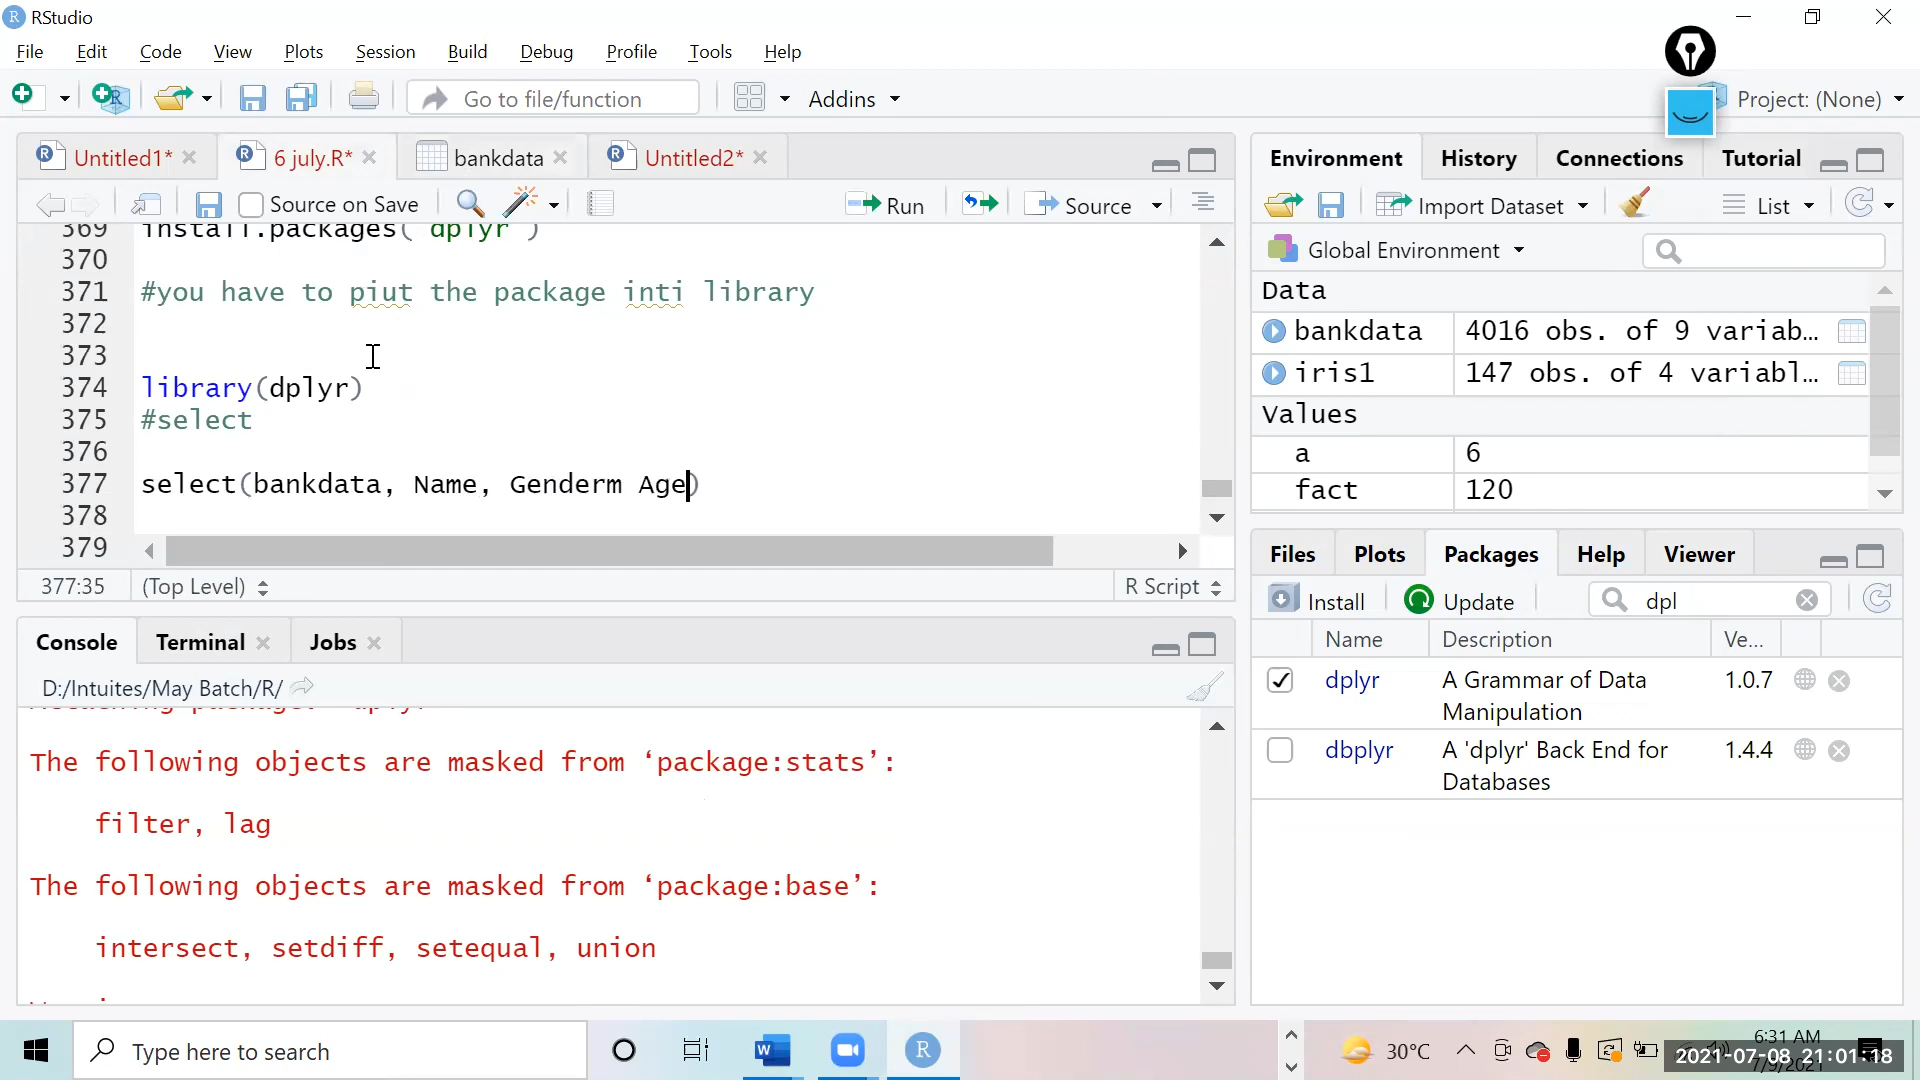 RStudio
File Edit Code View Plots Session Build Debug Profile Tools Help
Go to file/function Addins Project: (None)
Untitled1* 6 july.R* bankdata Untitled2*
Source on Save Run Source
369 install.packages("dplyr")
370
371 #you have to piut the package inti library
372
373
374 library(dplyr)
375 #select
376
377 select(bankdata, Name, Genderm Age)
378
379
377:35 (Top Level) R Script
Console Terminal Jobs
D:/Intuites/May Batch/R/
The following objects are masked from ‘package:stats’:
filter, lag
The following objects are masked from ‘package:base’:
intersect, setdiff, setequal, union
Environment History Connections Tutorial
Import Dataset List
Global Environment
Data
bankdata 4016 obs. of 9 variab...
iris1 147 obs. of 4 variabl...
Values
a 6
fact 120
Files Plots Packages Help Viewer
Install Update dpl
Name Description Ve...
dplyr A Grammar of Data Manipulation 1.0.7
dbplyr A 'dplyr' Back End for Databases 1.4.4
Type here to search
30°C
6:31 AM
2021-07-08 21:01:18